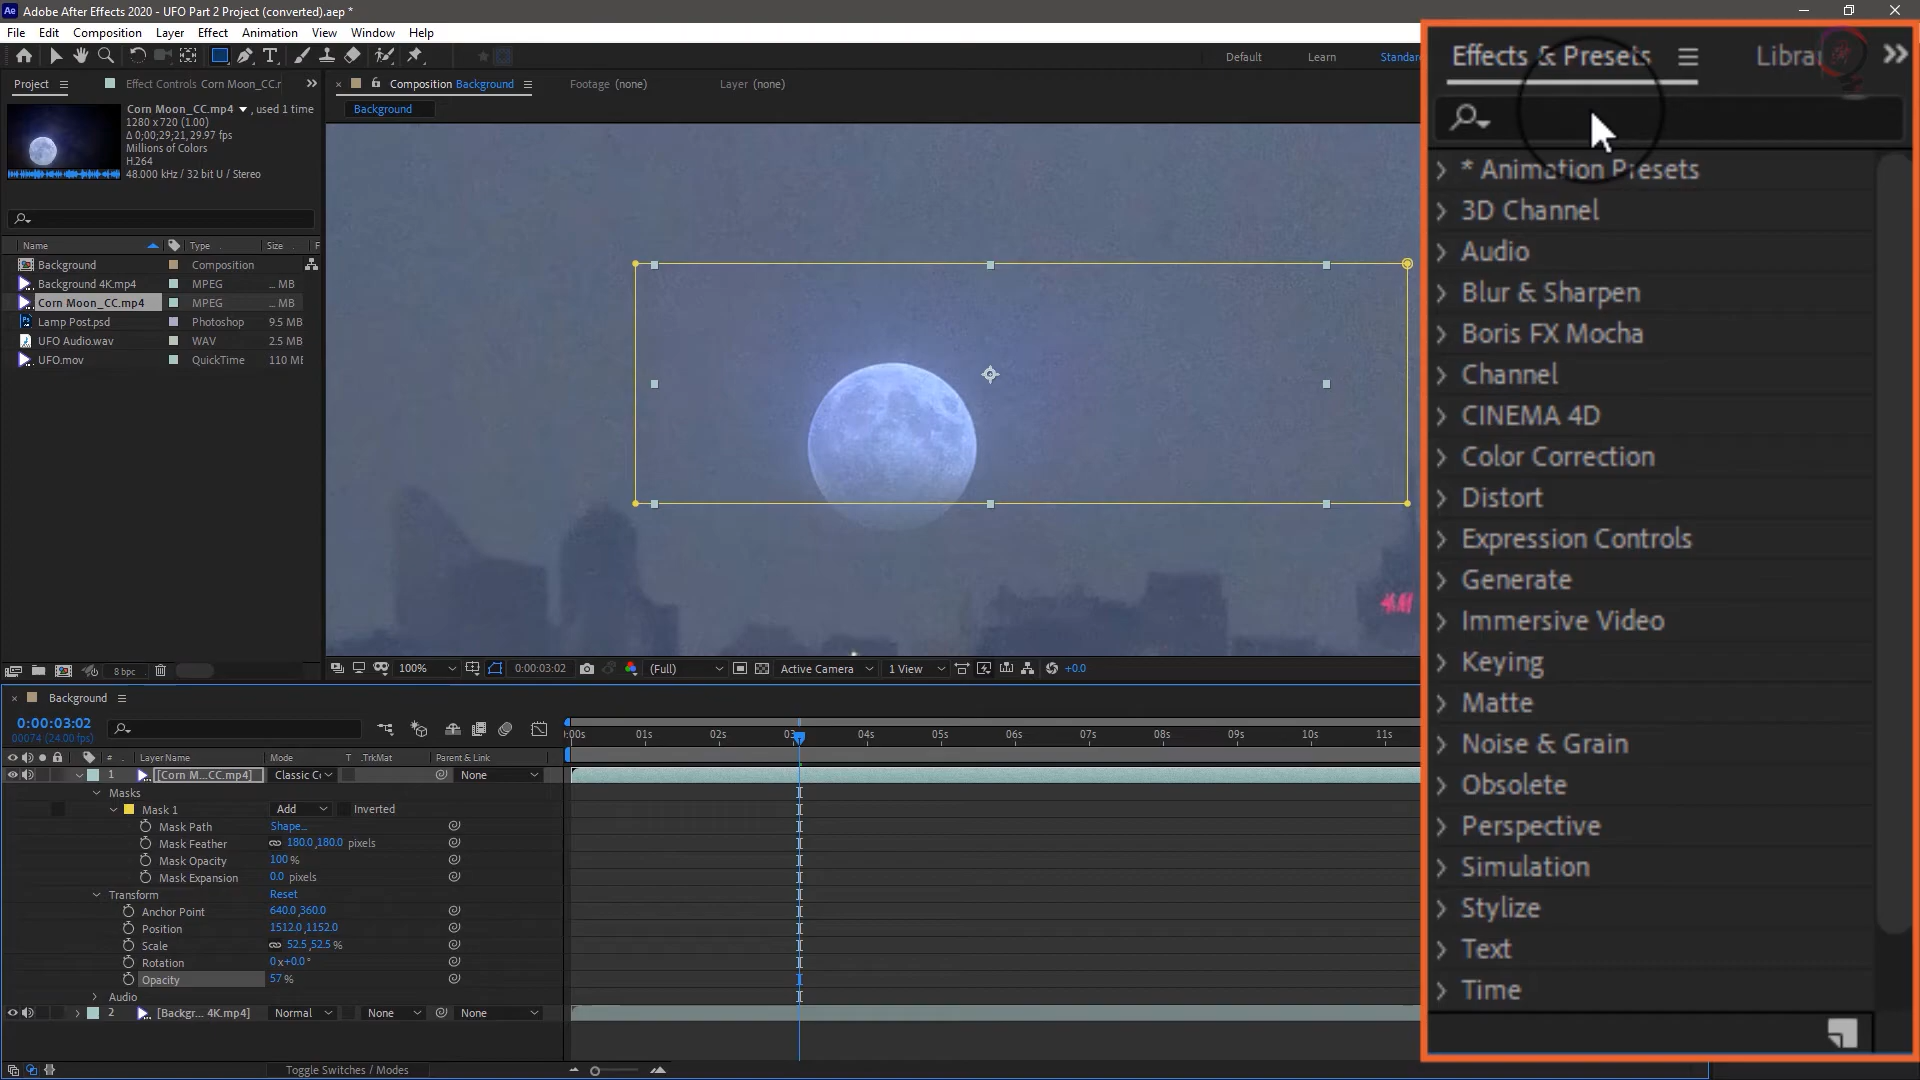 Adobe After Effects 2020 - UFO Part 2 Project (converted).aep *
File Edit Composition Layer Effect Animation View Window Help
Default Learn Standar
Project Effect Controls Corn Moon_CC.r
Composition Background Footage (none) Layer (none)
Background
Corn Moon_CC.mp4 , used 1 time
1280 x 720 (1.00)
Δ 0;00;29;21, 29.97 fps
Millions of Colors
H.264
48.000 kHz / 32 bit U / Stereo
Name Type Size F
Background Composition
Background 4K.mp4 MPEG ... MB
Corn Moon_CC.mp4 MPEG ... MB
Lamp Post.psd Photoshop 9.5 MB
UFO Audio.wav WAV 2.5 MB
UFO.mov QuickTime 110 ME
H&M
8 bpc
100% 0:00:03:02 (Full) Active Camera 1 View +0.0
Background
0:00:03:02
00074 (24.00 fps)
:00s 01s 02s 03 04s 05s 06s 07s 08s 09s 10s 11s
# Layer Name Mode T .TrkMat Parent & Link
1 [Corn M...CC.mp4] Classic Cc None
Masks
Mask 1 Add Inverted
Mask Path Shape...
Mask Feather 180.0,180.0 pixels
Mask Opacity 100 %
Mask Expansion 0.0 pixels
Transform Reset
Anchor Point 640.0,360.0
Position 1512.0,1152.0
Scale 52.5,52.5 %
Rotation 0x+0.0°
Opacity 57 %
Audio
2 [Backgr... 4K.mp4] Normal None None
Toggle Switches / Modes
Effects & Presets Librar
* Animation Presets
3D Channel
Audio
Blur & Sharpen
Boris FX Mocha
Channel
CINEMA 4D
Color Correction
Distort
Expression Controls
Generate
Immersive Video
Keying
Matte
Noise & Grain
Obsolete
Perspective
Simulation
Stylize
Text
Time